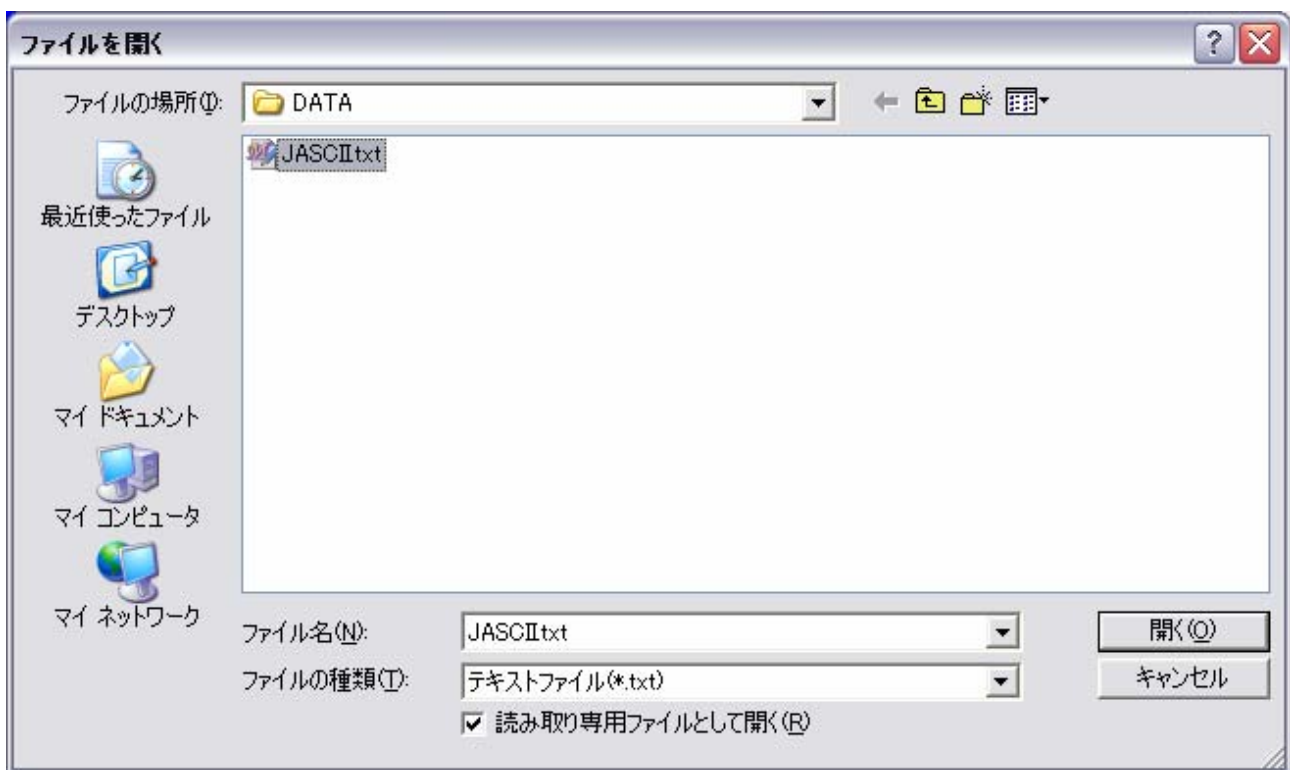 ファイルを開く
ファイルの場所(I):
DATA
JASCII.txt
最近使ったファイル
デスクトップ
マイ ドキュメント
マイ コンピュータ
マイ ネットワーク
ファイル名(N):
JASCII.txt
開く(O)
ファイルの種類(T):
テキストファイル(*.txt)
キャンセル
読み取り専用ファイルとして開く(R)